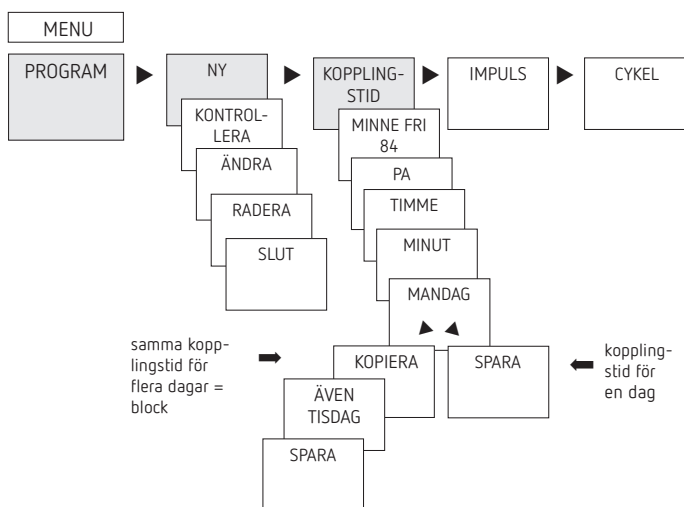 MENU
PROGRAM
NY
KOPPLING-
STID
IMPULS
CYKEL
KONTROL-
LERA
ÄNDRA
RADERA
SLUT
MINNE FRI
84
PA
TIMME
MINUT
MANDAG
samma kopp-
lingstid för
flera dagar =
block
KOPIERA
SPARA
koppling-
stid för
en dag
ÄVEN
TISDAG
SPARA